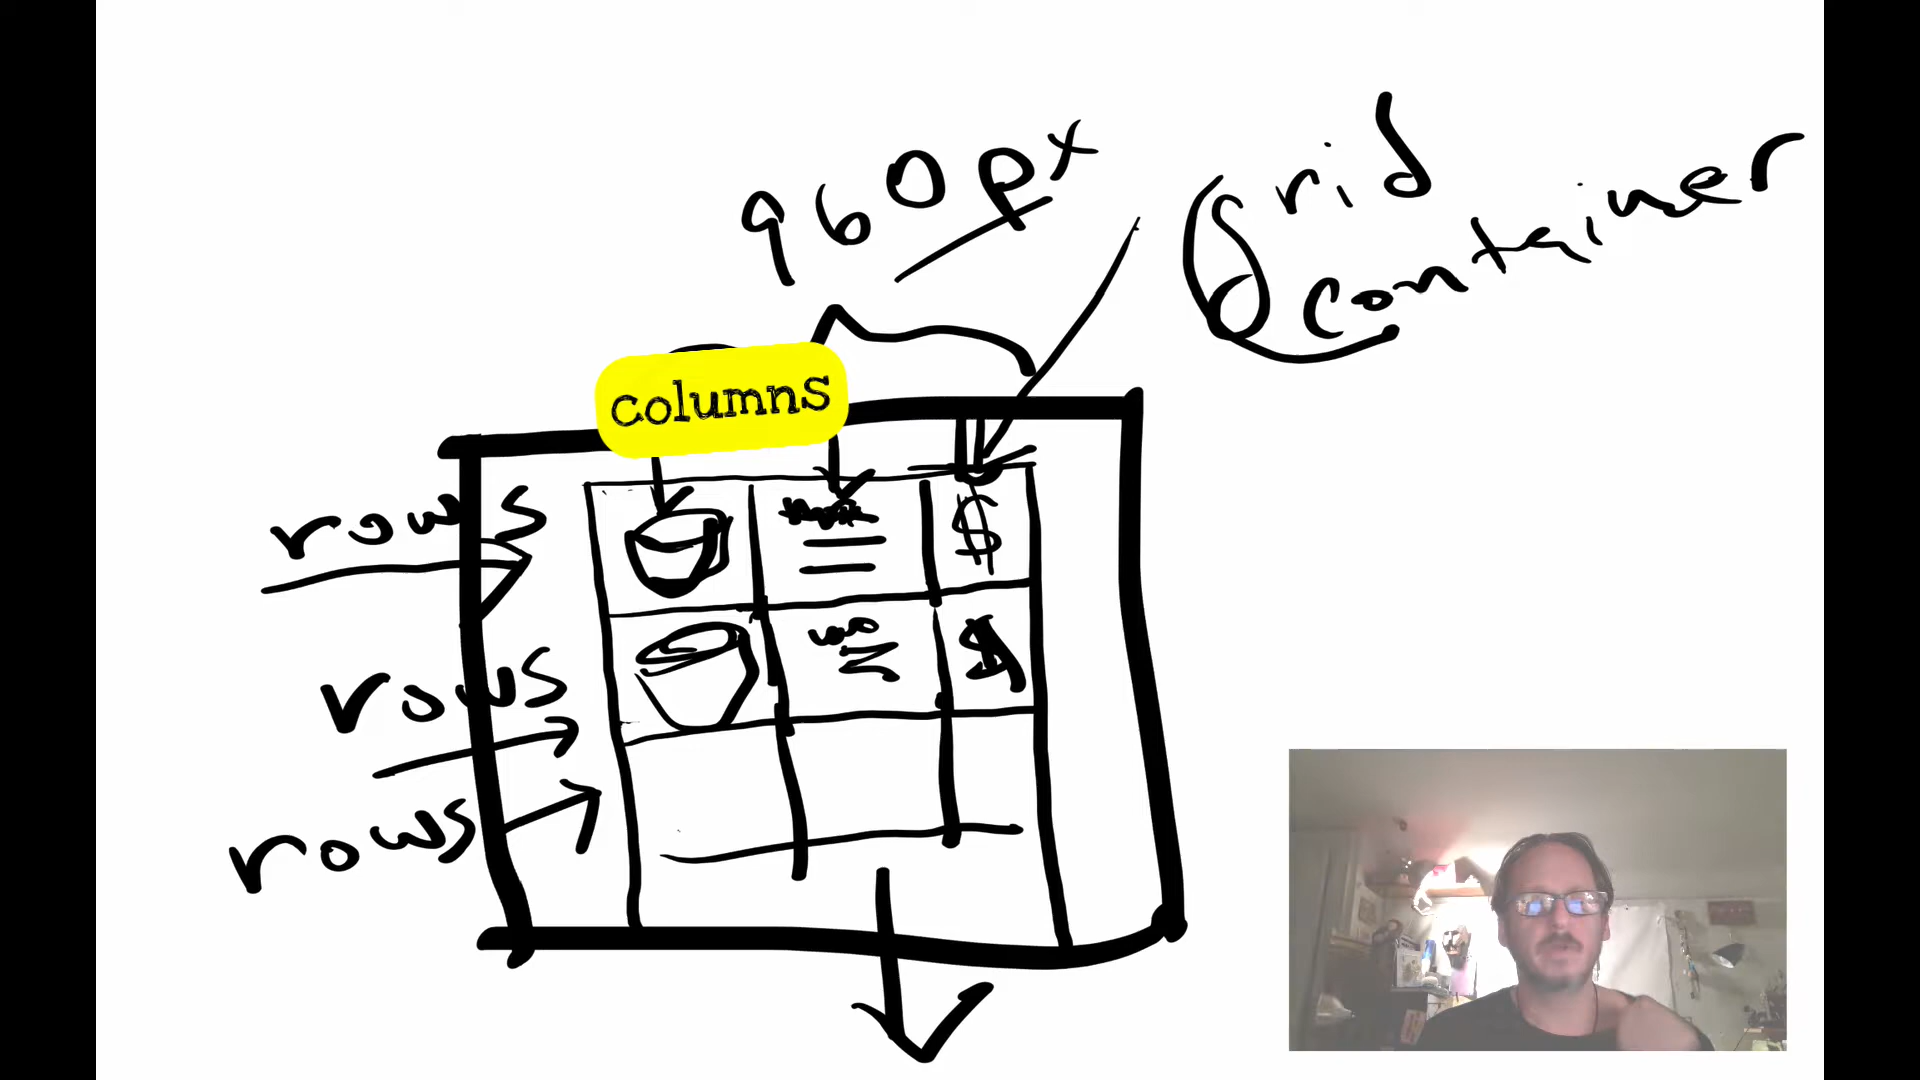 960px
Grid
container
columns
rows
$
rows
$
rows